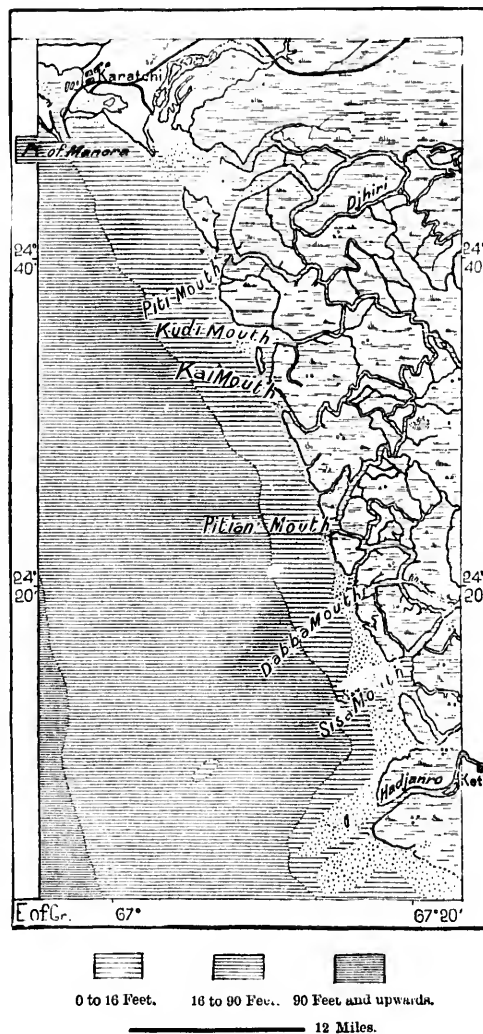 Karatchi
Pt of Manora
Djhiri
24°
40'
24°
40'
Piti-Mouth
Kudi-Mouth
Kai Mouth
Pitian Mouth
24°
20'
24°
20'
Dabba Mouth
Sisa Mouth
Hadjanro
Ket
E of Gr.
67°
67°20'
0 to 16 Feet.
16 to 90 Feet.
90 Feet and upwards.
12 Miles.